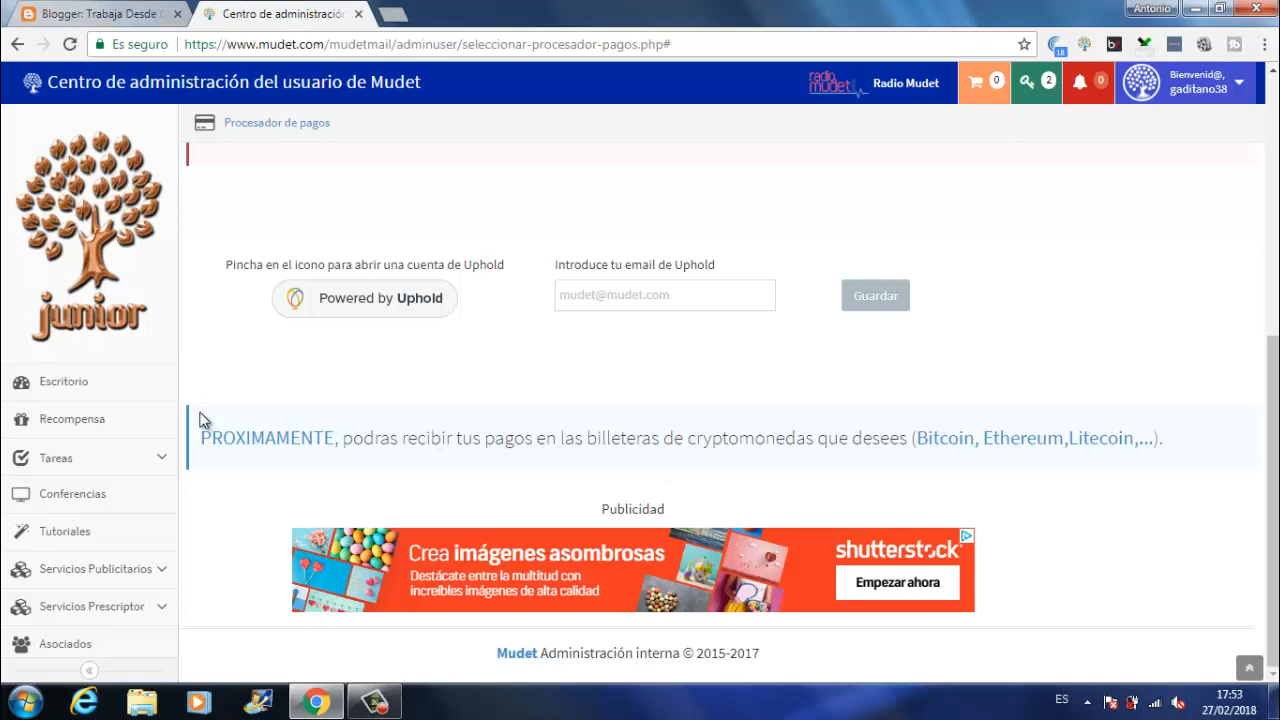 Blogger: Trabaja Desde
Centro de administración
Antonio
Es seguro
https://www.mudet.com/mudetmail/adminuser/seleccionar-procesador-pagos.php#
18
Centro de administración del usuario de Mudet
radio mudet
Radio Mudet
0
2
0
Bienvenid@,
gaditano38
Procesador de pagos
junior
Pincha en el icono para abrir una cuenta de Uphold
Introduce tu email de Uphold
Powered by Uphold
mudet@mudet.com
Guardar
Escritorio
Recompensa
Tareas
Conferencias
Tutoriales
Servicios Publicitarios
Servicios Prescriptor
Asociados
PROXIMAMENTE, podras recibir tus pagos en las billeteras de cryptomonedas que desees (Bitcoin, Ethereum,Litecoin,...).
Publicidad
Crea imágenes asombrosas
Destácate entre la multitud con
increíbles imágenes de alta calidad
shutterstock
Empezar ahora
Mudet Administración interna © 2015-2017
ES
17:53
27/02/2018